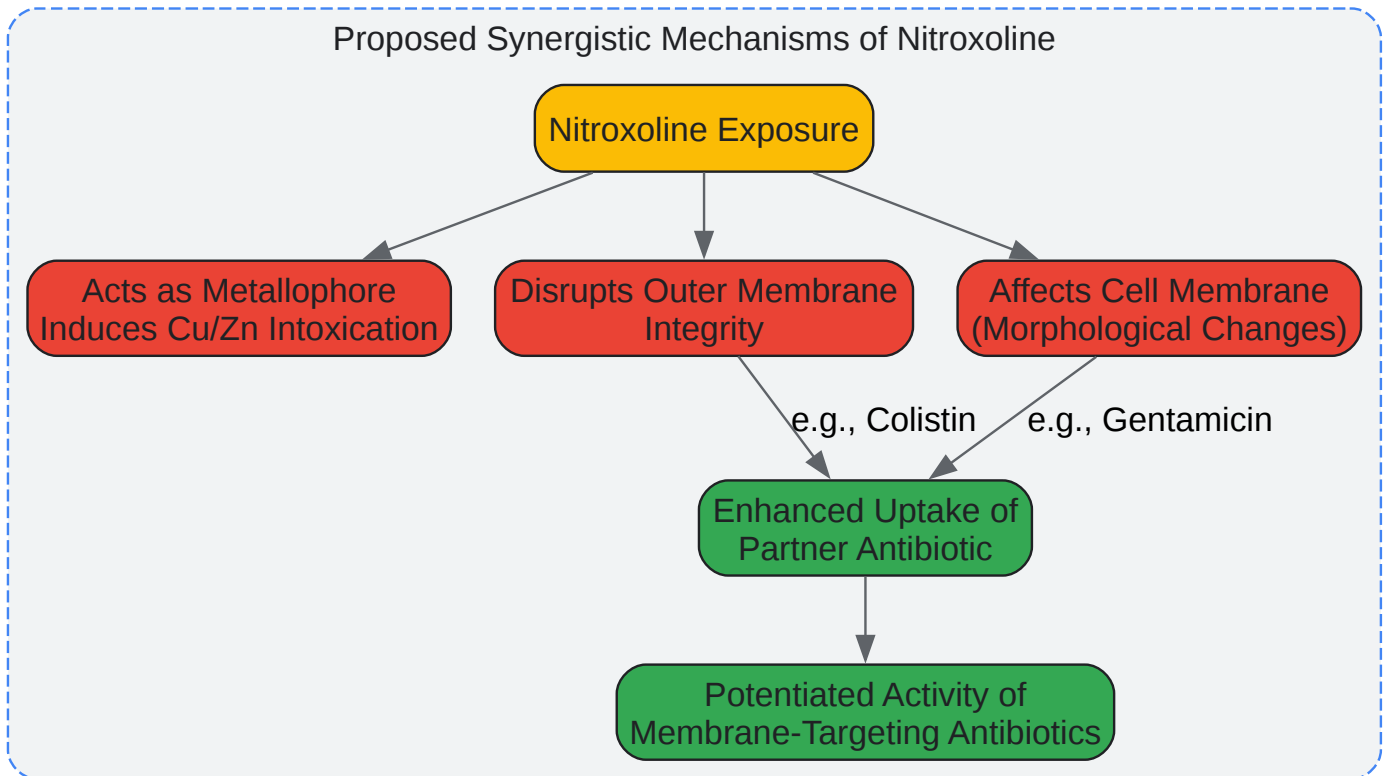 Proposed Synergistic Mechanisms of Nitroxoline
Nitroxoline Exposure
Acts as Metallophore
Induces Cu/Zn Intoxication
Disrupts Outer Membrane
Integrity
Affects Cell Membrane
(Morphological Changes)
e.g., Colistin
e.g., Gentamicin
Enhanced Uptake of
Partner Antibiotic
Potentiated Activity of
Membrane-Targeting Antibiotics